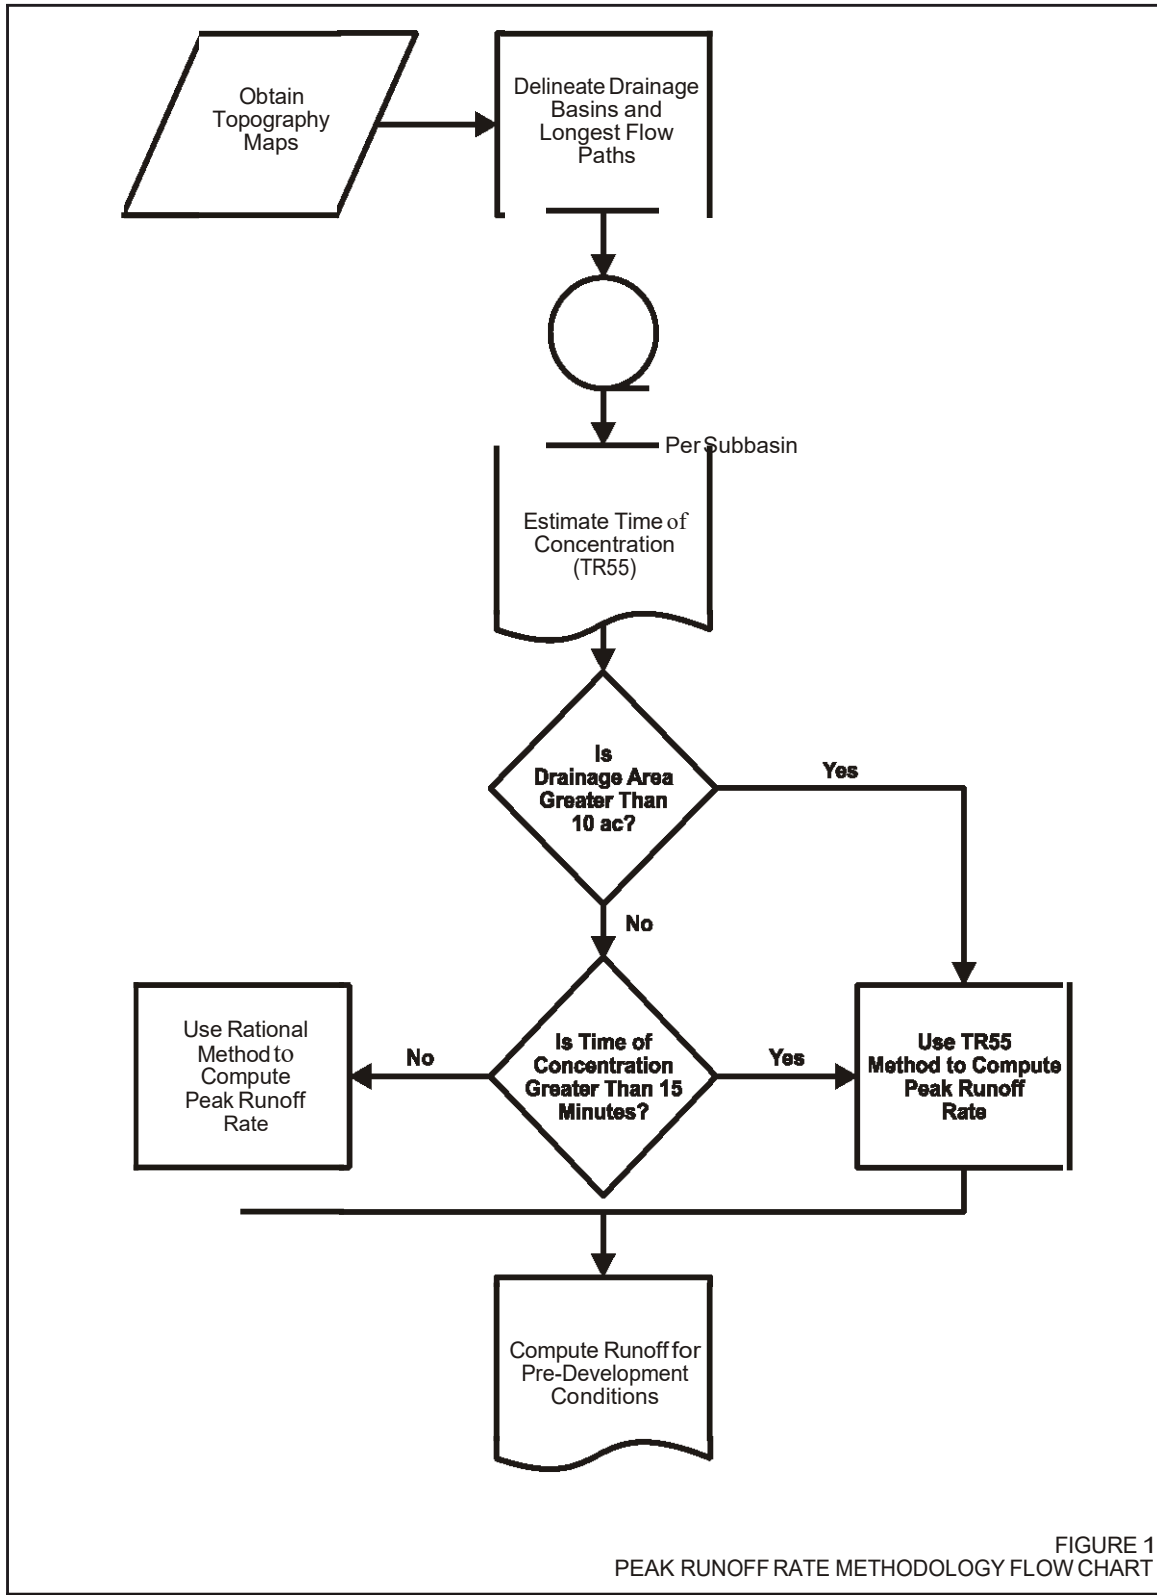 Obtain
Topography
Maps
Delineate Drainage
Basins and
Longest Flow
Paths
Per Subbasin
Estimate Time of
Concentration
(TR55)
Is
Drainage Area
Greater Than
10 ac?
Yes
No
Use Rational
Method to
Compute
Peak Runoff
Rate
No
Is Time of
Concentration
Greater Than 15
Minutes?
Yes
Use TR55
Method to Compute
Peak Runoff
Rate
Compute Runoff for
Pre-Development
Conditions
FIGURE 1
PEAK RUNOFF RATE METHODOLOGY FLOW CHART